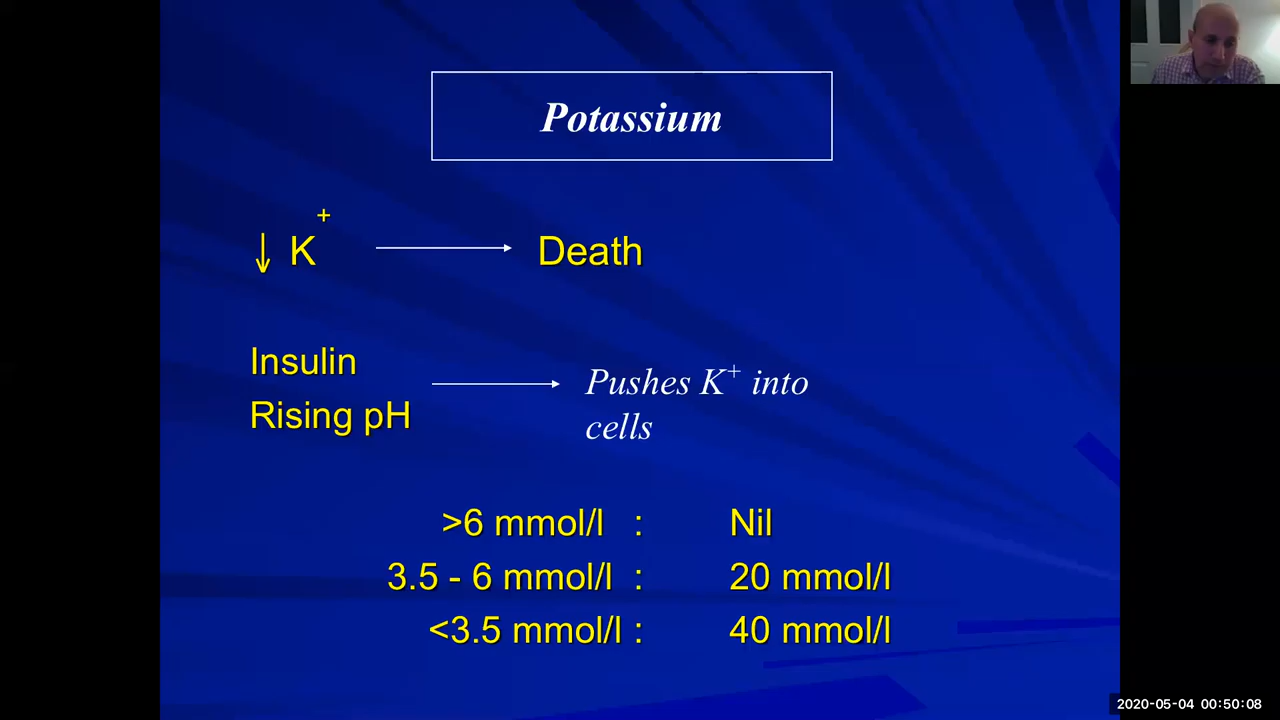 Potassium
↓ K+ Death
Insulin
Rising pH
Pushes K+ into
cells
>6 mmol/l : Nil
3.5 - 6 mmol/l : 20 mmol/l
<3.5 mmol/l : 40 mmol/l
2020-05-04 00:50:08